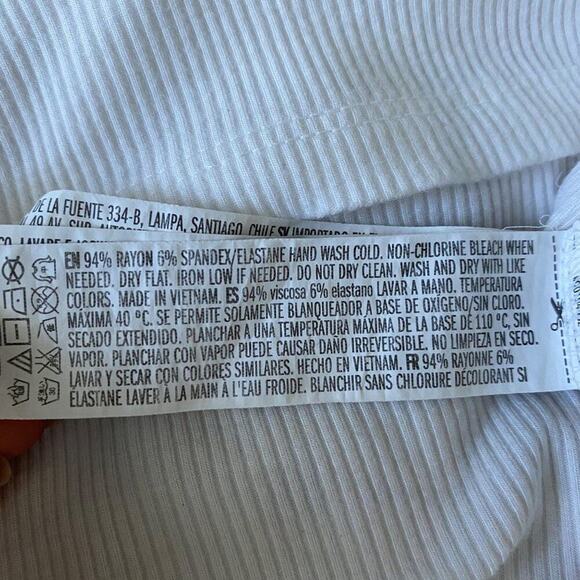 DE LA FUENTE 334-B, LAMPA, SANTIAGO, CHILE SV IMPORTADO EN
EN 94% RAYON 6% SPANDEX/ELASTANE HAND WASH COLD. NON-CHLORINE BLEACH WHEN
NEEDED. DRY FLAT. IRON LOW IF NEEDED. DO NOT DRY CLEAN. WASH AND DRY WITH LIKE
COLORS. MADE IN VIETNAM. ES 94% viscosa 6% elastano LAVAR A MANO. TEMPERATURA
MÁXIMA 40 ºC. SE PERMITE SOLAMENTE BLANQUEADOR A BASE DE OXÍGENO/SIN CLORO.
SECADO EXTENDIDO. PLANCHAR A UNA TEMPERATURA MÁXIMA DE LA BASE DE 110 ºC, SIN
VAPOR. PLANCHAR CON VAPOR PUEDE CAUSAR DAÑO IRREVERSIBLE. NO LIMPIEZA EN SECO.
LAVAR Y SECAR CON COLORES SIMILARES. HECHO EN VIETNAM. FR 94% RAYONNE 6%
ELASTANE LAVER À LA MAIN À L'EAU FROIDE. BLANCHIR SANS CHLORURE DÉCOLORANT SI